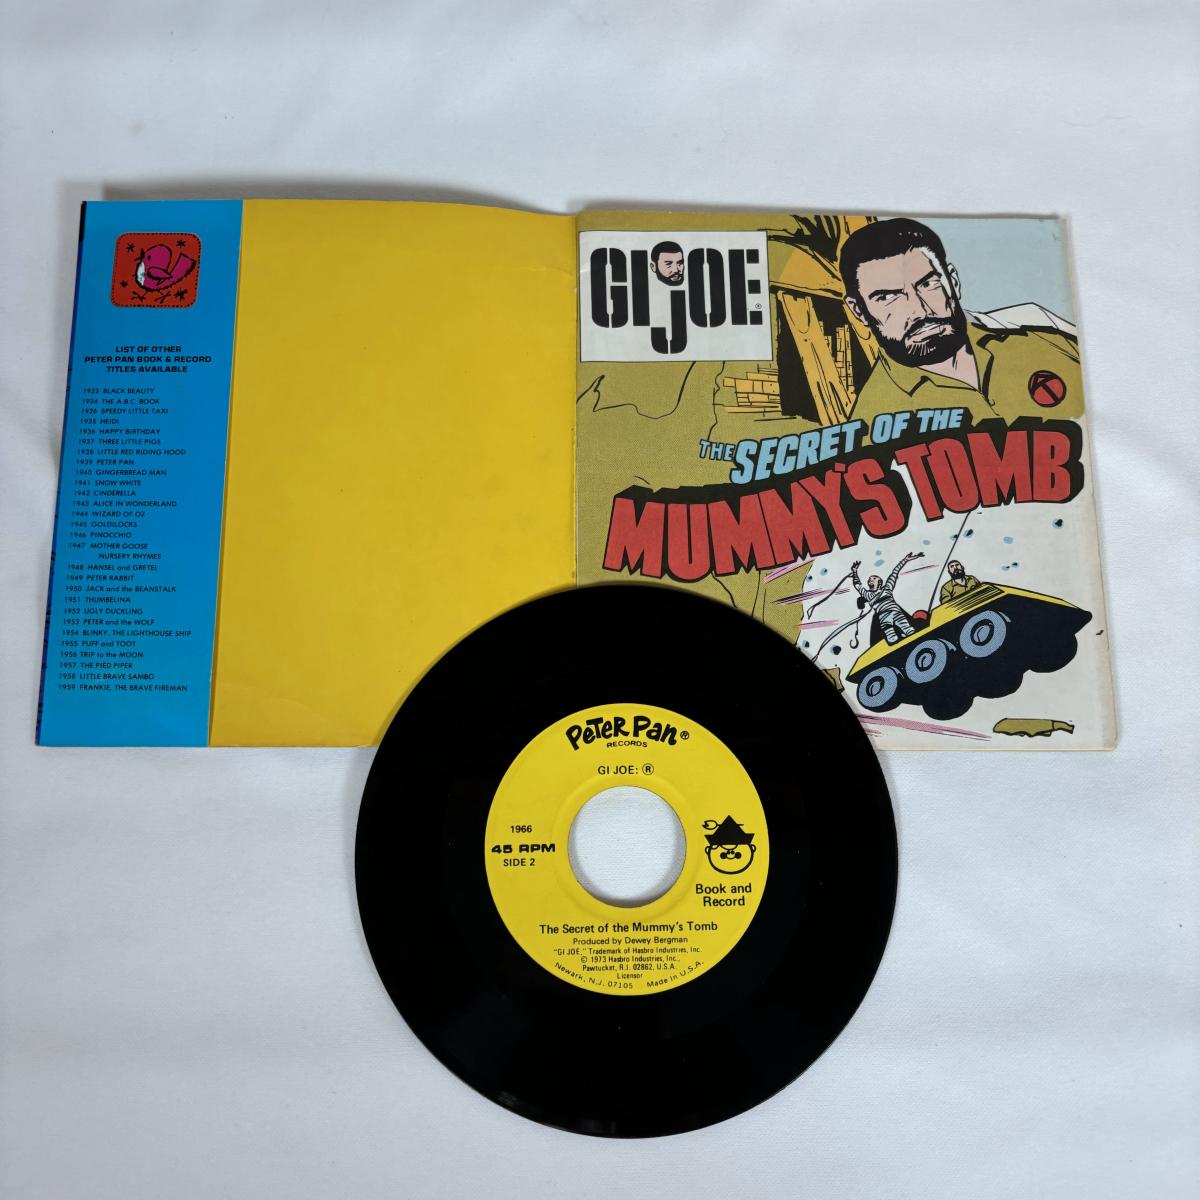 LIST OF OTHER
PETER PAN BOOK & RECORD
TITLES AVAILABLE
1922 BLACK BEAUTY
1924 THE A.B.C. BOOK
1926 SPEEDY LITTLE TAXI
1935 HEIDI
1936 HAPPY BIRTHDAY
1937 THREE LITTLE PIGS
1938 LITTLE RED RIDING HOOD
1939 PETER PAN
1940 GINGERBREAD MAN
1941 SNOW WHITE
1942 CINDERELLA
1943 ALICE IN WONDERLAND
1944 WIZARD OF OZ
1945 GOLDILOCKS
1946 PINOCCHIO
1947 MOTHER GOOSE
NURSERY RHYMES
1948 HANSEL and GRETEL
1949 PETER RABBIT
1950 JACK and the BEANSTALK
1951 THUMBELINA
1952 UGLY DUCKLING
1953 PETER and the WOLF
1954 BLINKY, THE LIGHTHOUSE SHIP
1955 PUFF and TOOT
1956 TRIP to the MOON
1957 THE PIED PIPER
1958 LITTLE BRAVE SAMBO
1959 FRANKIE, THE BRAVE FIREMAN
GIJOE®
THE SECRET OF THE
MUMMY'S TOMB
PETER PAN®
RECORDS
GI JOE: ®
1966
45 RPM
SIDE 2
Book and
Record
The Secret of the Mummy's Tomb
Produced by Dewey Bergman
"GI JOE," Trademark of Hasbro Industries, Inc.
© 1973 Hasbro Industries, Inc.,
Pawtucket, R.I. 02862, U.S.A.
Licensor
Newark, N.J. 07105 Made in U.S.A.